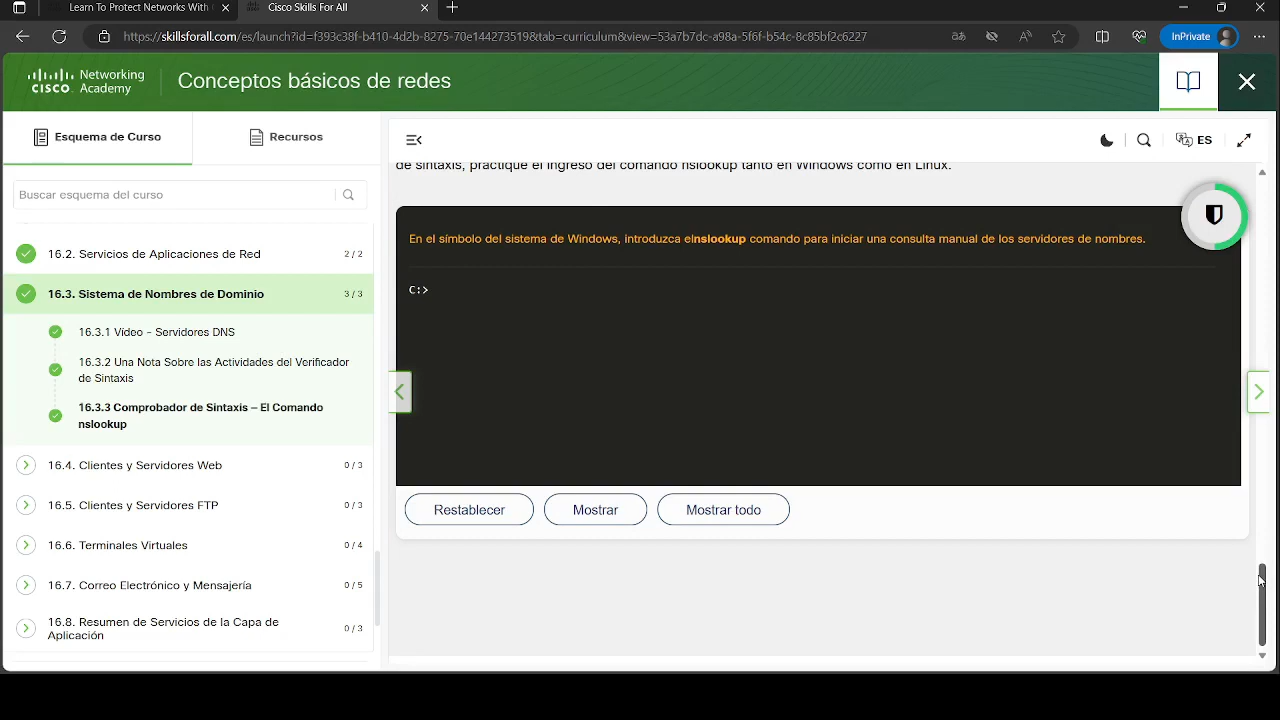 Learn To Protect Networks With
Cisco Skills For All
https://skillsforall.com/es/launch?id=f393c38f-b410-4d2b-8275-70e144273519&tab=curriculum&view=53a7b7dc-a98a-5f6f-b54c-8c85bf2c6227
InPrivate
Networking
Academy
CISCO
Conceptos básicos de redes
Esquema de Curso
Recursos
ES
Buscar esquema del curso
16.2. Servicios de Aplicaciones de Red 2 / 2
16.3. Sistema de Nombres de Dominio 3 / 3
16.3.1 Vídeo - Servidores DNS
16.3.2 Una Nota Sobre las Actividades del Verificador
de Sintaxis
16.3.3 Comprobador de Sintaxis – El Comando
nslookup
16.4. Clientes y Servidores Web 0 / 3
16.5. Clientes y Servidores FTP 0 / 3
16.6. Terminales Virtuales 0 / 4
16.7. Correo Electrónico y Mensajería 0 / 5
16.8. Resumen de Servicios de la Capa de
Aplicación 0 / 3
de sintaxis, practique el ingreso del comando nslookup tanto en Windows como en Linux.
En el símbolo del sistema de Windows, introduzca elnslookup comando para iniciar una consulta manual de los servidores de nombres.
C:>
Restablecer
Mostrar
Mostrar todo